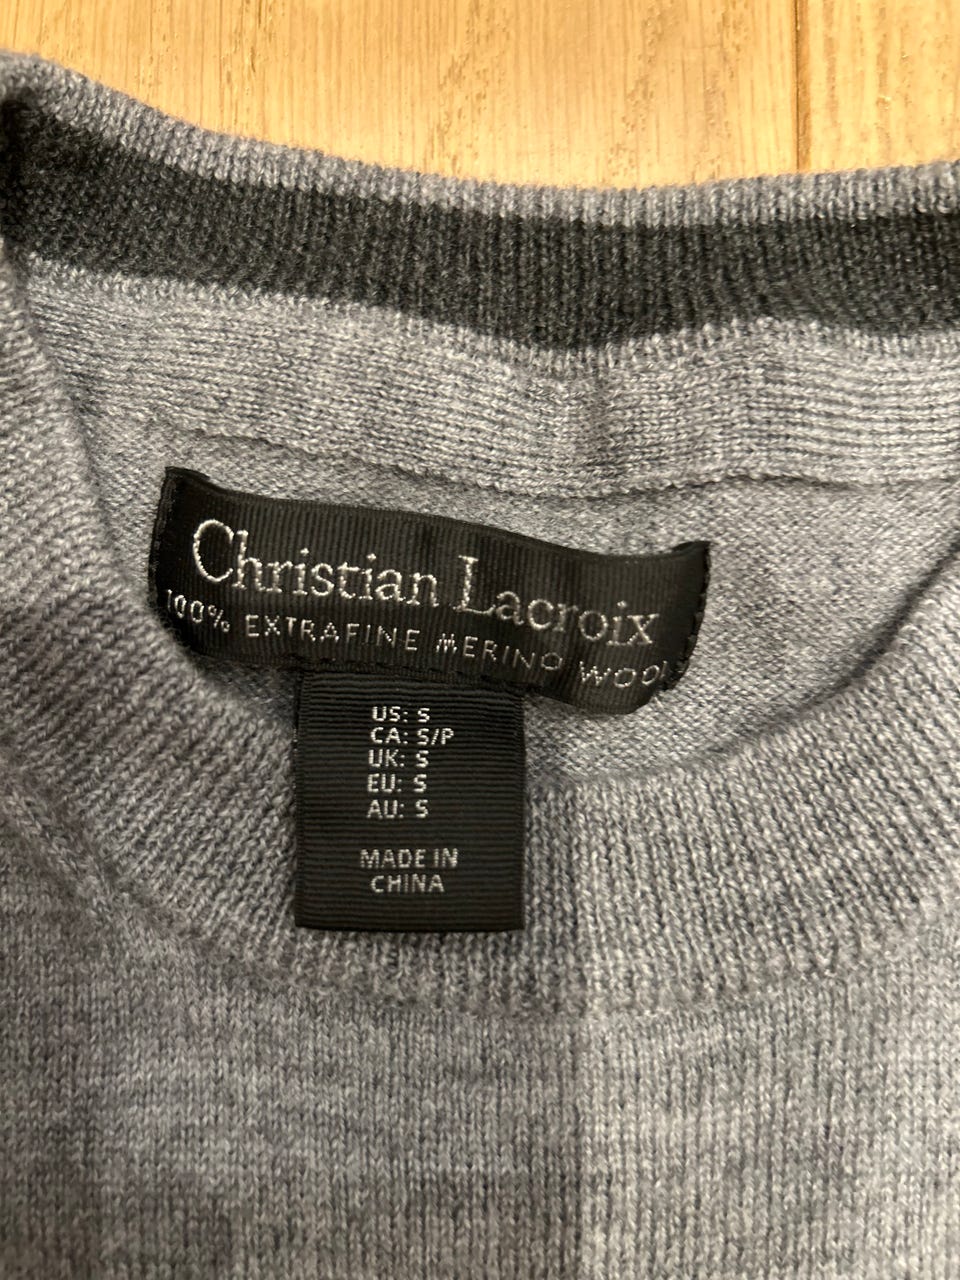 Christian Lacroix
100% EXTRAFINE MERINO WOOL
US: S
CA: S/P
UK: S
EU: S
AU: S
MADE IN
CHINA